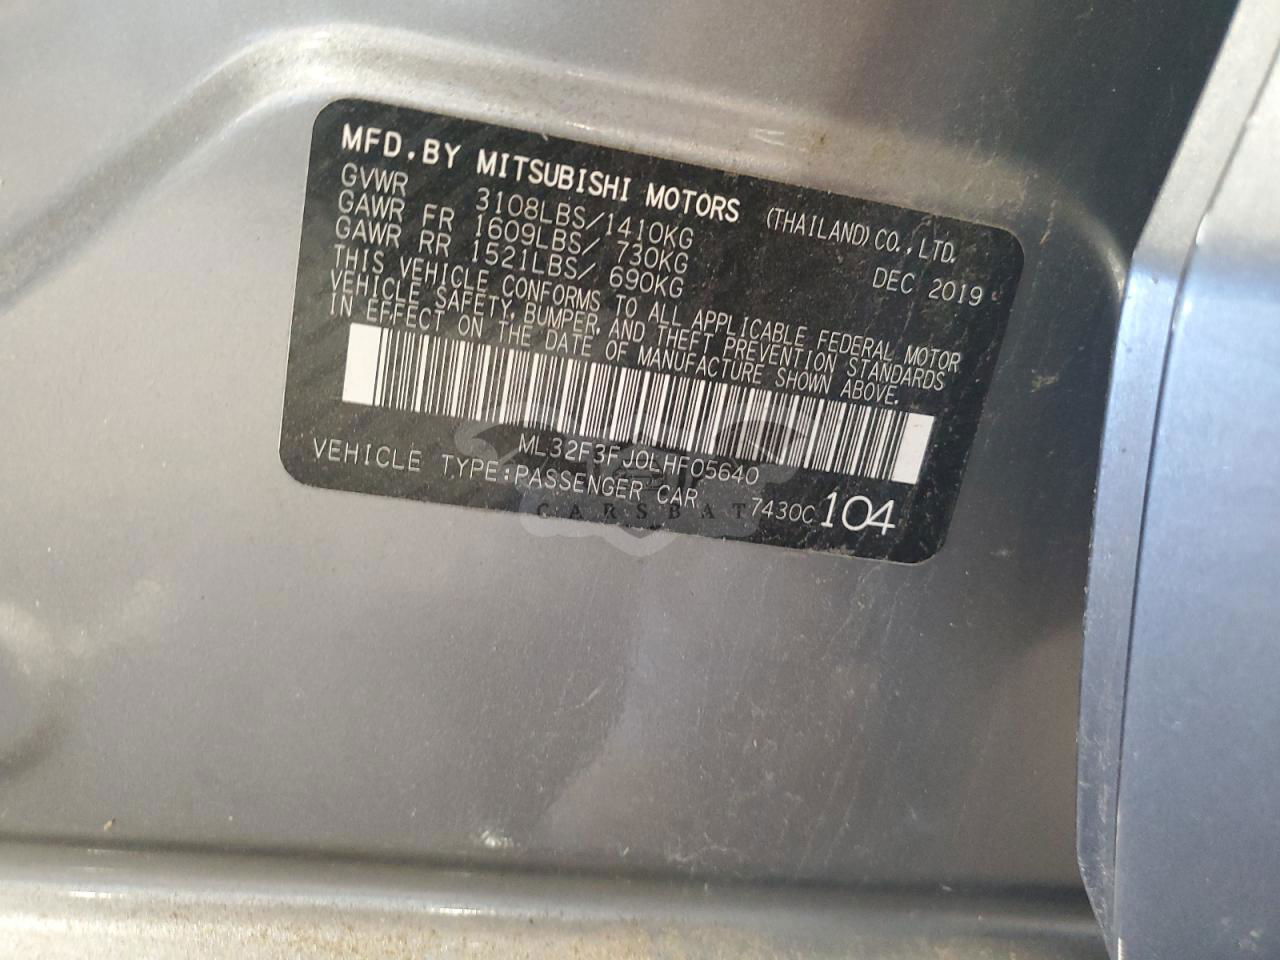 MFD.BY MITSUBISHI MOTORS (THAILAND)CO.,LTD.
GVWR 3108LBS/1410KG DEC 2019
GAWR FR 1609LBS/ 730KG
GAWR RR 1521LBS/ 690KG
THIS VEHICLE CONFORMS TO ALL APPLICABLE FEDERAL MOTOR
VEHICLE SAFETY, BUMPER, AND THEFT PREVENTION STANDARDS
IN EFFECT ON THE DATE OF MANUFACTURE SHOWN ABOVE.
ML32F3FJ0LHF05640
VEHICLE TYPE:PASSENGER CAR 7430C 104
CARSBAT